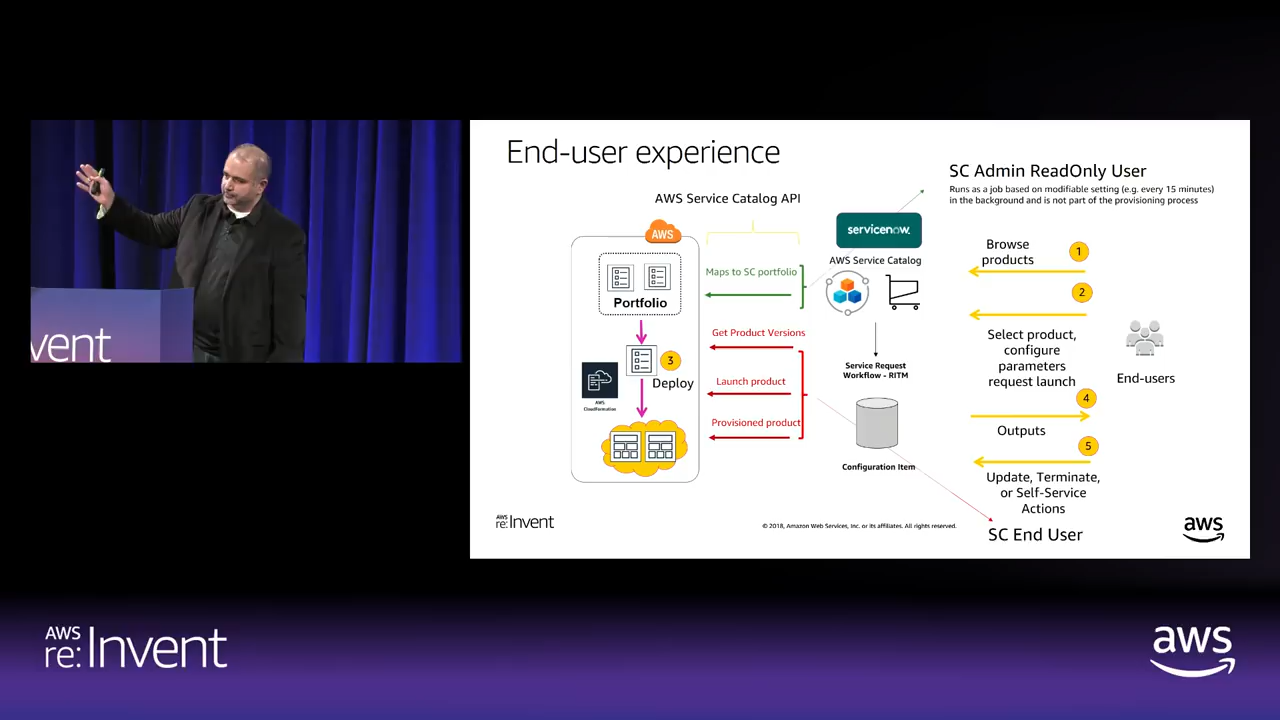 vent
End-user experience
SC Admin ReadOnly User
Runs as a job based on modifiable setting (e.g. every 15 minutes)
in the background and is not part of the provisioning process
AWS Service Catalog API
AWS
servicenow
AWS Service Catalog
Portfolio
Maps to SC portfolio
Get Product Versions
3
Deploy
AWS
CloudFormation
Launch product
Provisioned product
Service Request
Workflow - RITM
Configuration Item
Browse
products
1
2
Select product,
configure
parameters
request launch
End-users
4
Outputs
5
Update, Terminate,
or Self-Service
Actions
SC End User
AWS
re:Invent
© 2018, Amazon Web Services, Inc. or its affiliates. All rights reserved.
aws
AWS
re:Invent
aws